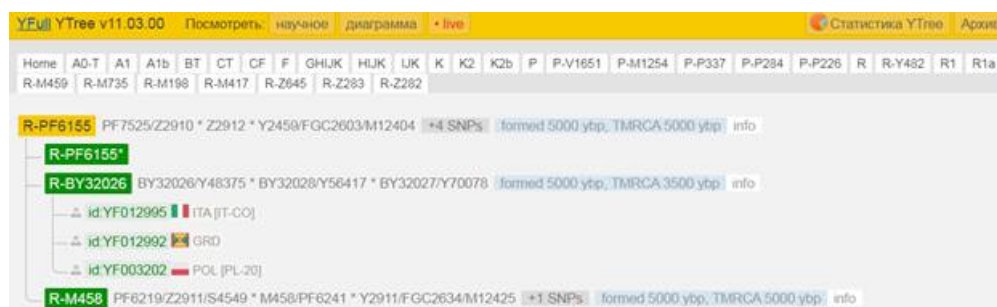 YFull YTree v11.03.00 Посмотреть: научное диаграмма • live Статистика YTree Архив
Home A0-T A1 A1b BT CT CF F GHIJK HIJK IJK K K2 K2b P P-V1651 P-M1254 P-P337 P-P284 P-P226 R R-Y482 R1 R1a
R-M459 R-M735 R-M198 R-M417 R-Z645 R-Z283 R-Z282
R-PF6155 PF7525/Z2910 * Z2912 * Y2459/FGC2603/M12404 +4 SNPs formed 5000 ybp, TMRCA 5000 ybp info
R-PF6155*
R-BY32026 BY32026/Y48375 * BY32028/Y56417 * BY32027/Y70078 formed 5000 ybp, TMRCA 3500 ybp info
id:YF012995 ITA [IT-CO]
id:YF012992 GRD
id:YF003202 POL [PL-20]
R-M458 PF6219/Z2911/S4549 * M458/PF6241 * Y2911/FGC2634/M12425 +1 SNPs formed 5000 ybp, TMRCA 5000 ybp info